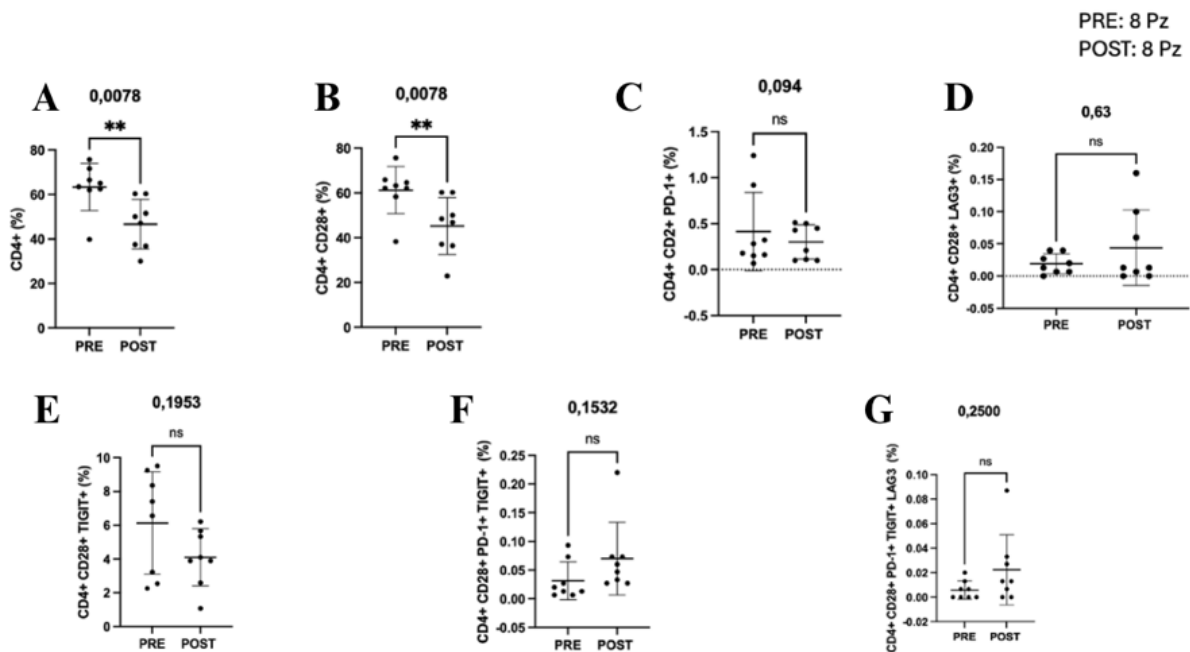 PRE: 8 Pz
POST: 8 Pz
A
0,0078
**
CD4+ (%)
80
60
40
20
0
PRE POST
B
0,0078
**
CD4+ CD28+ (%)
80
60
40
20
0
PRE POST
C
0,094
ns
CD4+ CD2+ PD-1+ (%)
1.5
1.0
0.5
0.0
-0.5
PRE POST
D
0,63
ns
CD4+ CD28+ LAG3+ (%)
0.20
0.15
0.10
0.05
0.00
-0.05
PRE POST
E
0,1953
ns
CD4+ CD28+ TIGIT+ (%)
10
8
6
4
2
0
PRE POST
F
0,1532
ns
CD4+ CD28+ PD-1+ TIGIT+ (%)
0.25
0.20
0.15
0.10
0.05
0.00
-0.05
PRE POST
G
0,2500
ns
CD4+ CD28+ PD-1+ TIGIT+ LAG3 (%)
0.10
0.08
0.06
0.04
0.02
0.00
-0.02
PRE POST